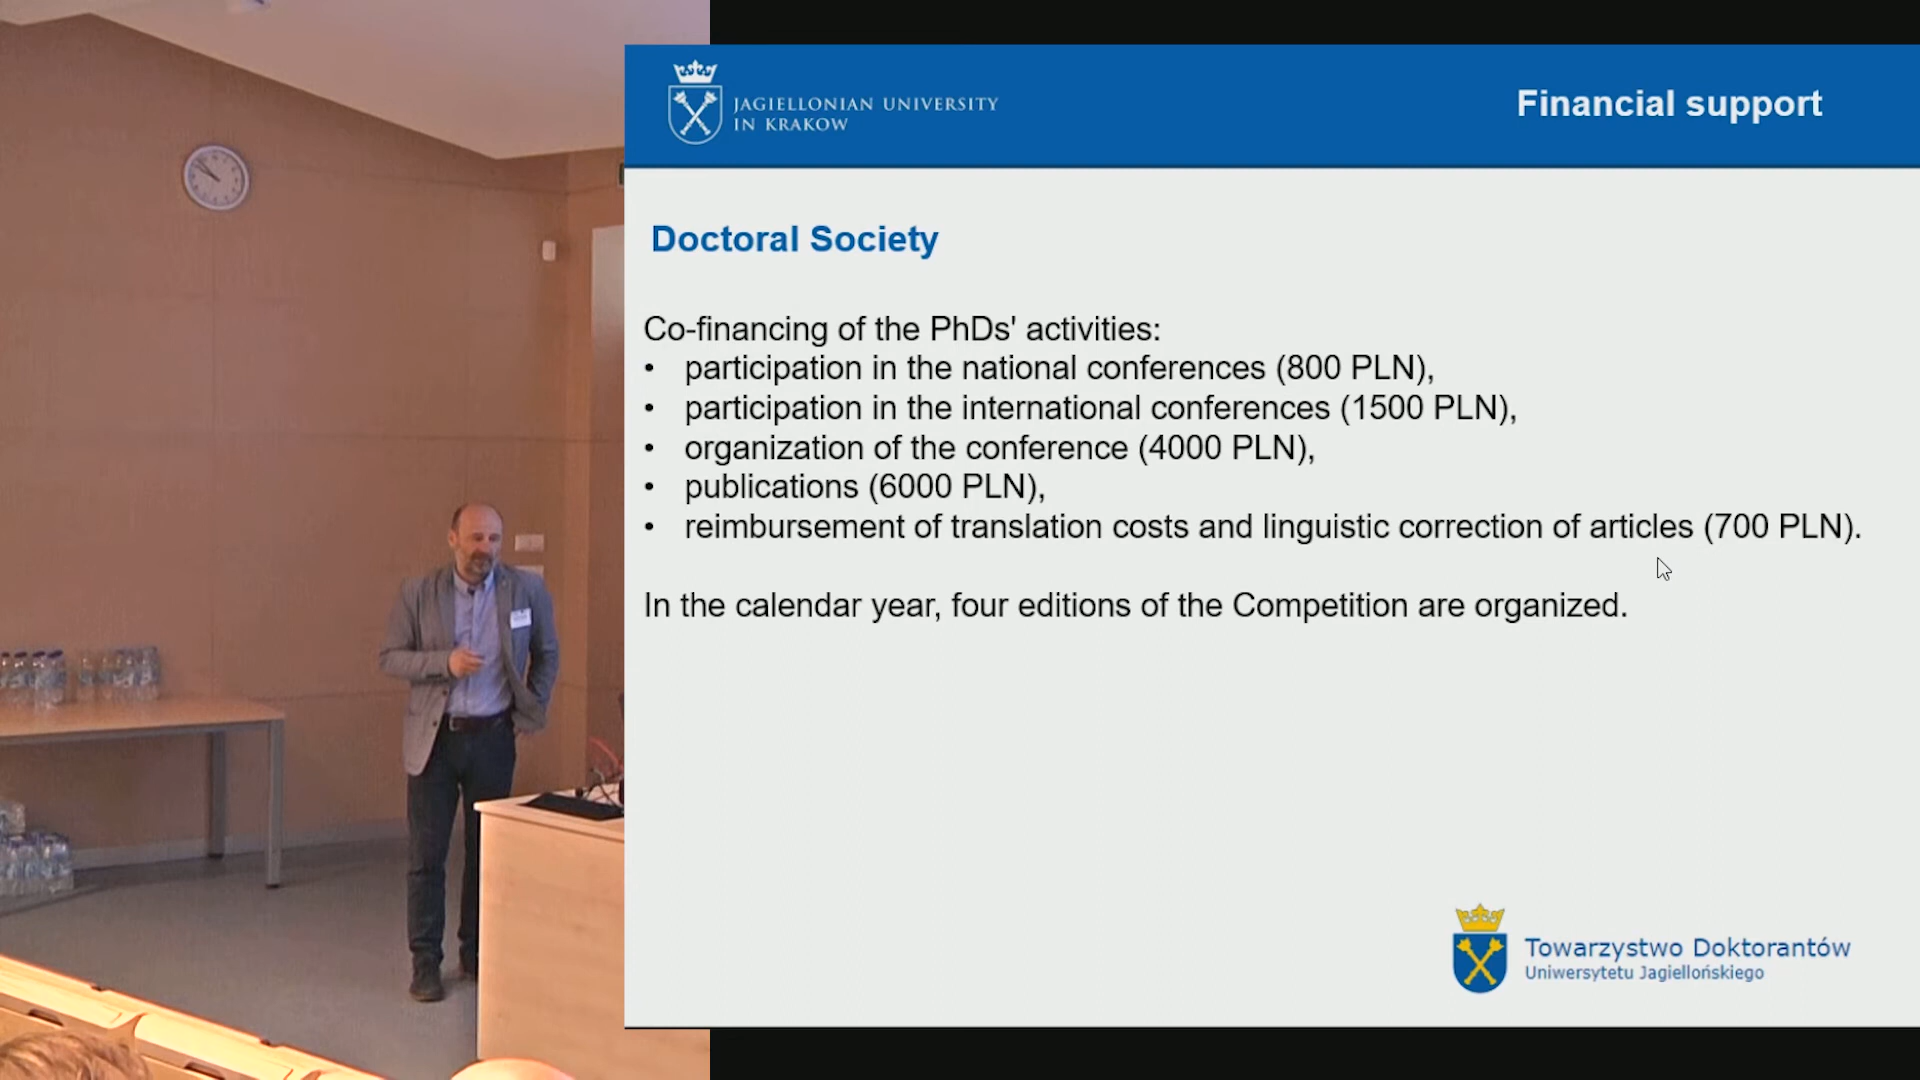 JAGIELLONIAN UNIVERSITY
IN KRAKOW
Financial support
Doctoral Society
Co-financing of the PhDs' activities:
• participation in the national conferences (800 PLN),
• participation in the international conferences (1500 PLN),
• organization of the conference (4000 PLN),
• publications (6000 PLN),
• reimbursement of translation costs and linguistic correction of articles (700 PLN).
In the calendar year, four editions of the Competition are organized.
Towarzystwo Doktorantów
Uniwersytetu Jagiellońskiego